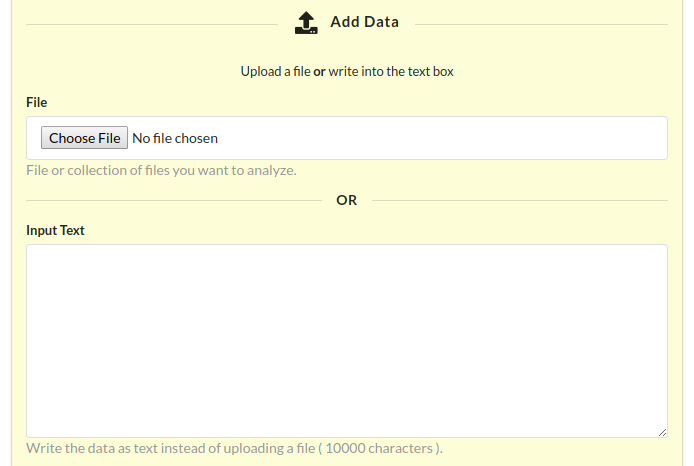 Add Data
Upload a file or write into the text box
File
Choose File No file chosen
File or collection of files you want to analyze.
OR
Input Text
Write the data as text instead of uploading a file ( 10000 characters ).